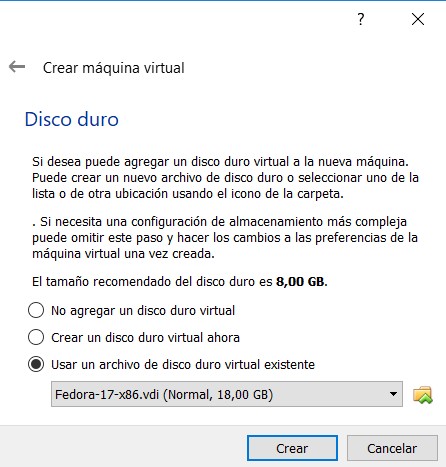 ?
Crear máquina virtual
Disco duro
Si desea puede agregar un disco duro virtual a la nueva máquina.
Puede crear un nuevo archivo de disco duro o seleccionar uno de la
lista o de otra ubicación usando el icono de la carpeta.
. Si necesita una configuración de almacenamiento más compleja
puede omitir este paso y hacer los cambios a las preferencias de la
máquina virtual una vez creada.
El tamaño recomendado del disco duro es 8,00 GB.
No agregar un disco duro virtual
Crear un disco duro virtual ahora
Usar un archivo de disco duro virtual existente
Fedora-17-x86.vdi (Normal, 18,00 GB)
Crear Cancelar